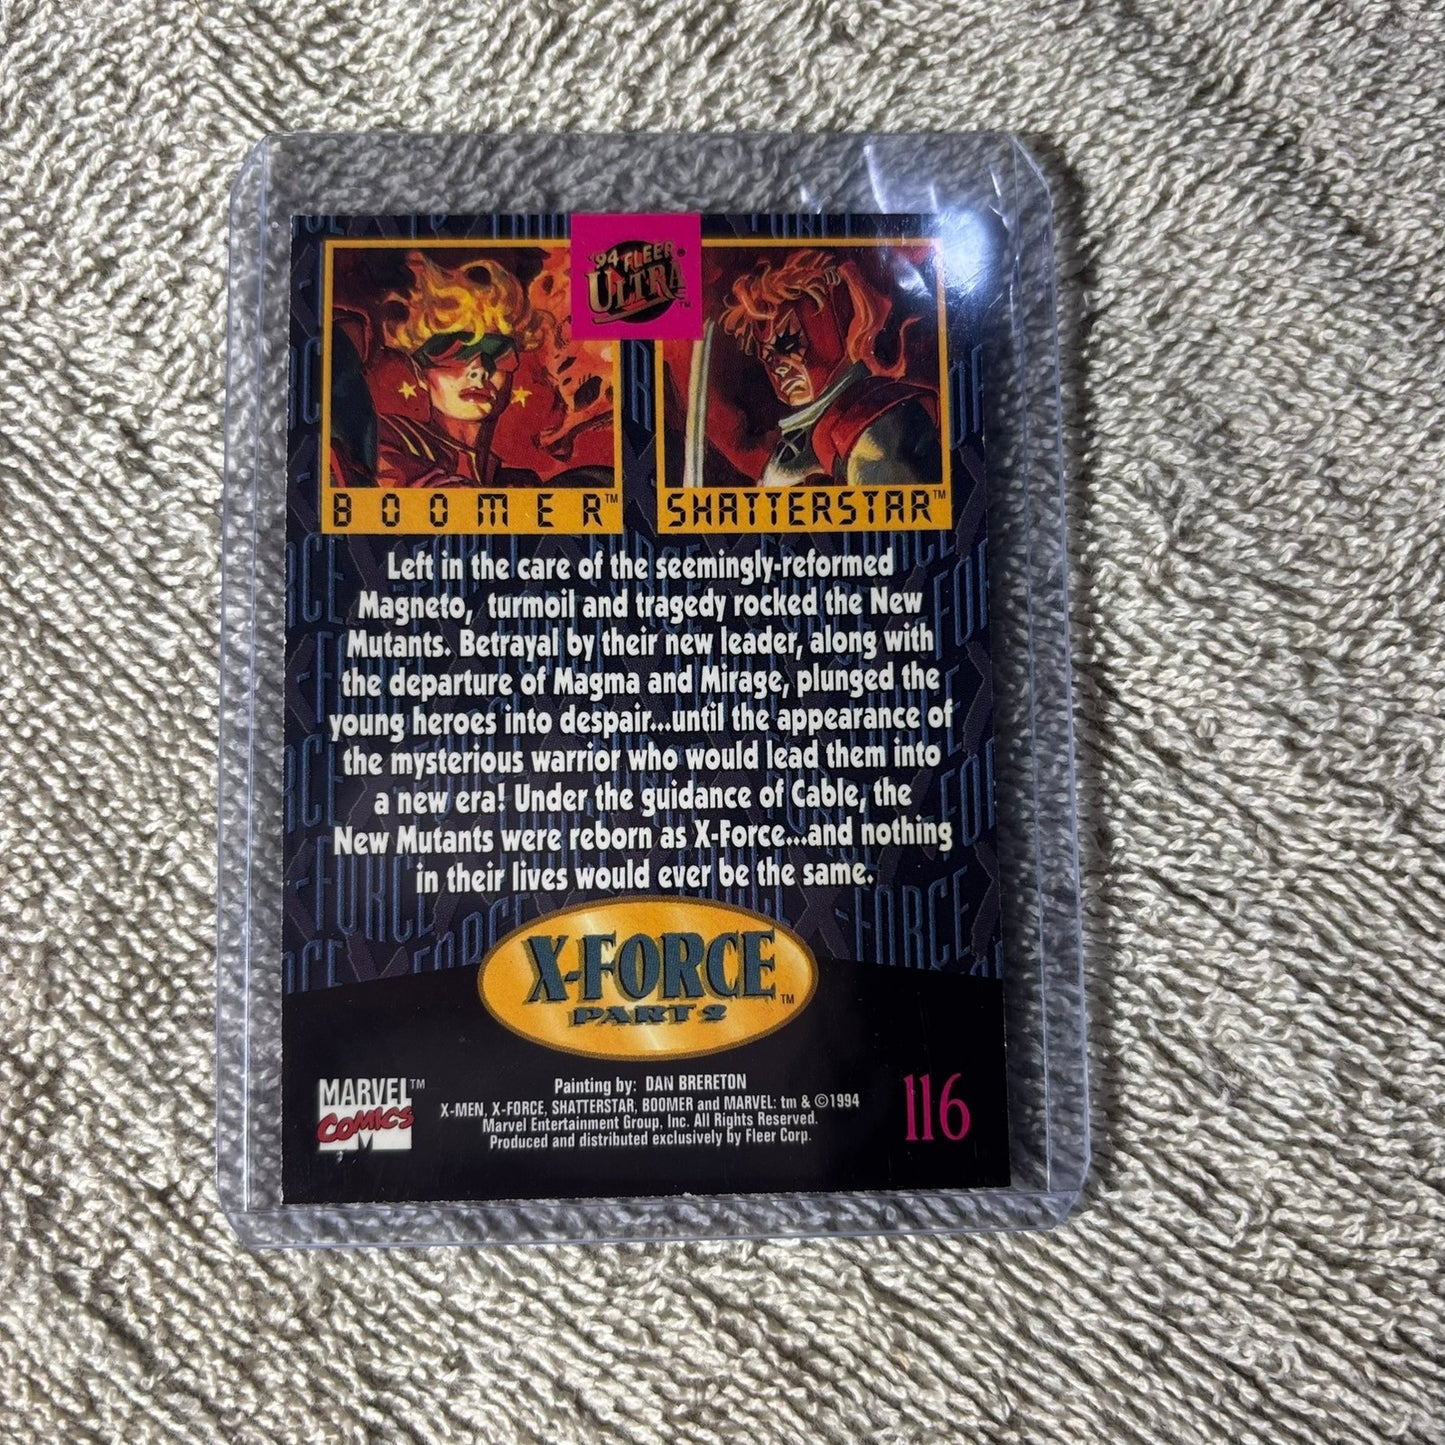 '94 FLEER®
ULTRA™
BOOMER™
SHATTERSTAR™
Left in the care of the seemingly-reformed
Magneto, turmoil and tragedy rocked the New
Mutants. Betrayal by their new leader, along with
the departure of Magma and Mirage, plunged the
young heroes into despair...until the appearance of
the mysterious warrior who would lead them into
a new era! Under the guidance of Cable, the
New Mutants were reborn as X-Force...and nothing
in their lives would ever be the same.
X-FORCE™
PART 2
MARVEL™
COMICS
Painting by: DAN BRERETON
X-MEN, X-FORCE, SHATTERSTAR, BOOMER and MARVEL: tm & ©1994
Marvel Entertainment Group, Inc. All Rights Reserved.
Produced and distributed exclusively by Fleer Corp.
116